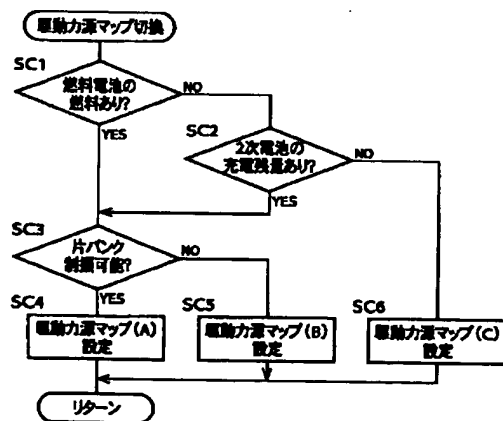 駆動力源マップ切換
SC1
燃料電池の
燃料あり?
NO
YES
SC2
2次電池の
充電残量あり?
NO
YES
SC3
片バンク
制振可能?
NO
YES
SC4
駆動力源マップ(A)
設定
SC5
駆動力源マップ(B)
設定
SC6
駆動力源マップ(C)
設定
リターン